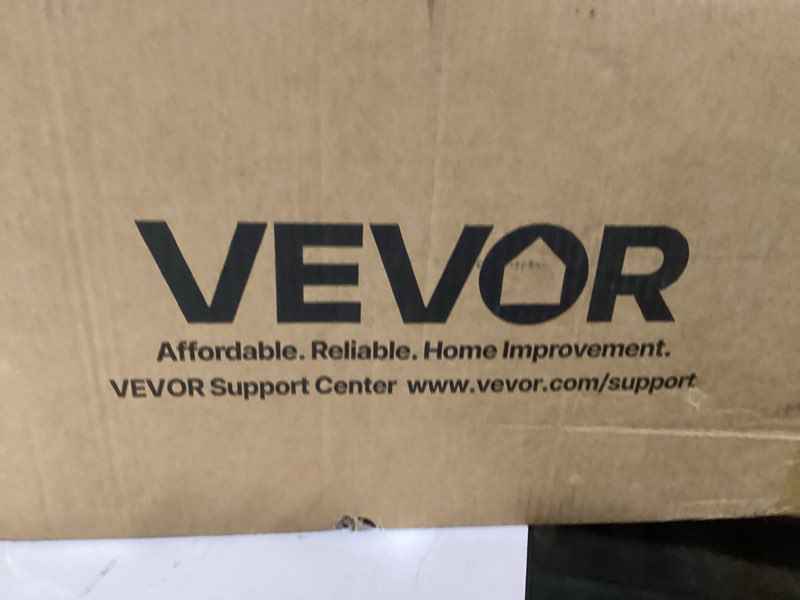 VEVOR
Affordable. Reliable. Home Improvement.
VEVOR Support Center www.vevor.com/support